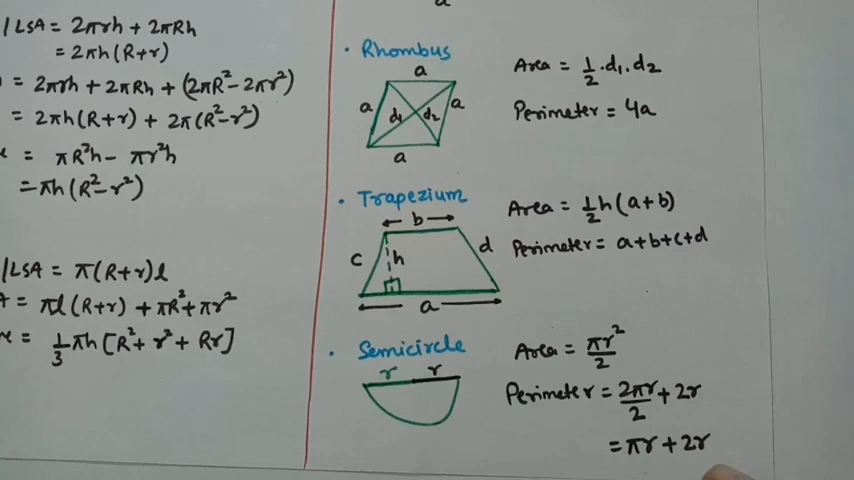 /LSA = 2πrh + 2πRh
= 2πh(R+r)
= 2πrh + 2πRh + (2πR² - 2πr²)
= 2πh(R+r) + 2π(R²-r²)
= πR²h - πr²h
= πh(R²-r²)
/LSA = π(R+r)l
A = πl(R+r) + πR² + πr²
= 1/3 πh[R² + r² + Rr]
• Rhombus
a
a d₁ d₂ a
a
Area = 1/2 . d₁ . d₂
Perimeter = 4a
• Trapezium
b
c h d
a
Area = 1/2 h(a+b)
Perimeter = a+b+c+d
• Semicircle
r r
Area = πr²/2
Perimeter = 2πr/2 + 2r
= πr + 2r